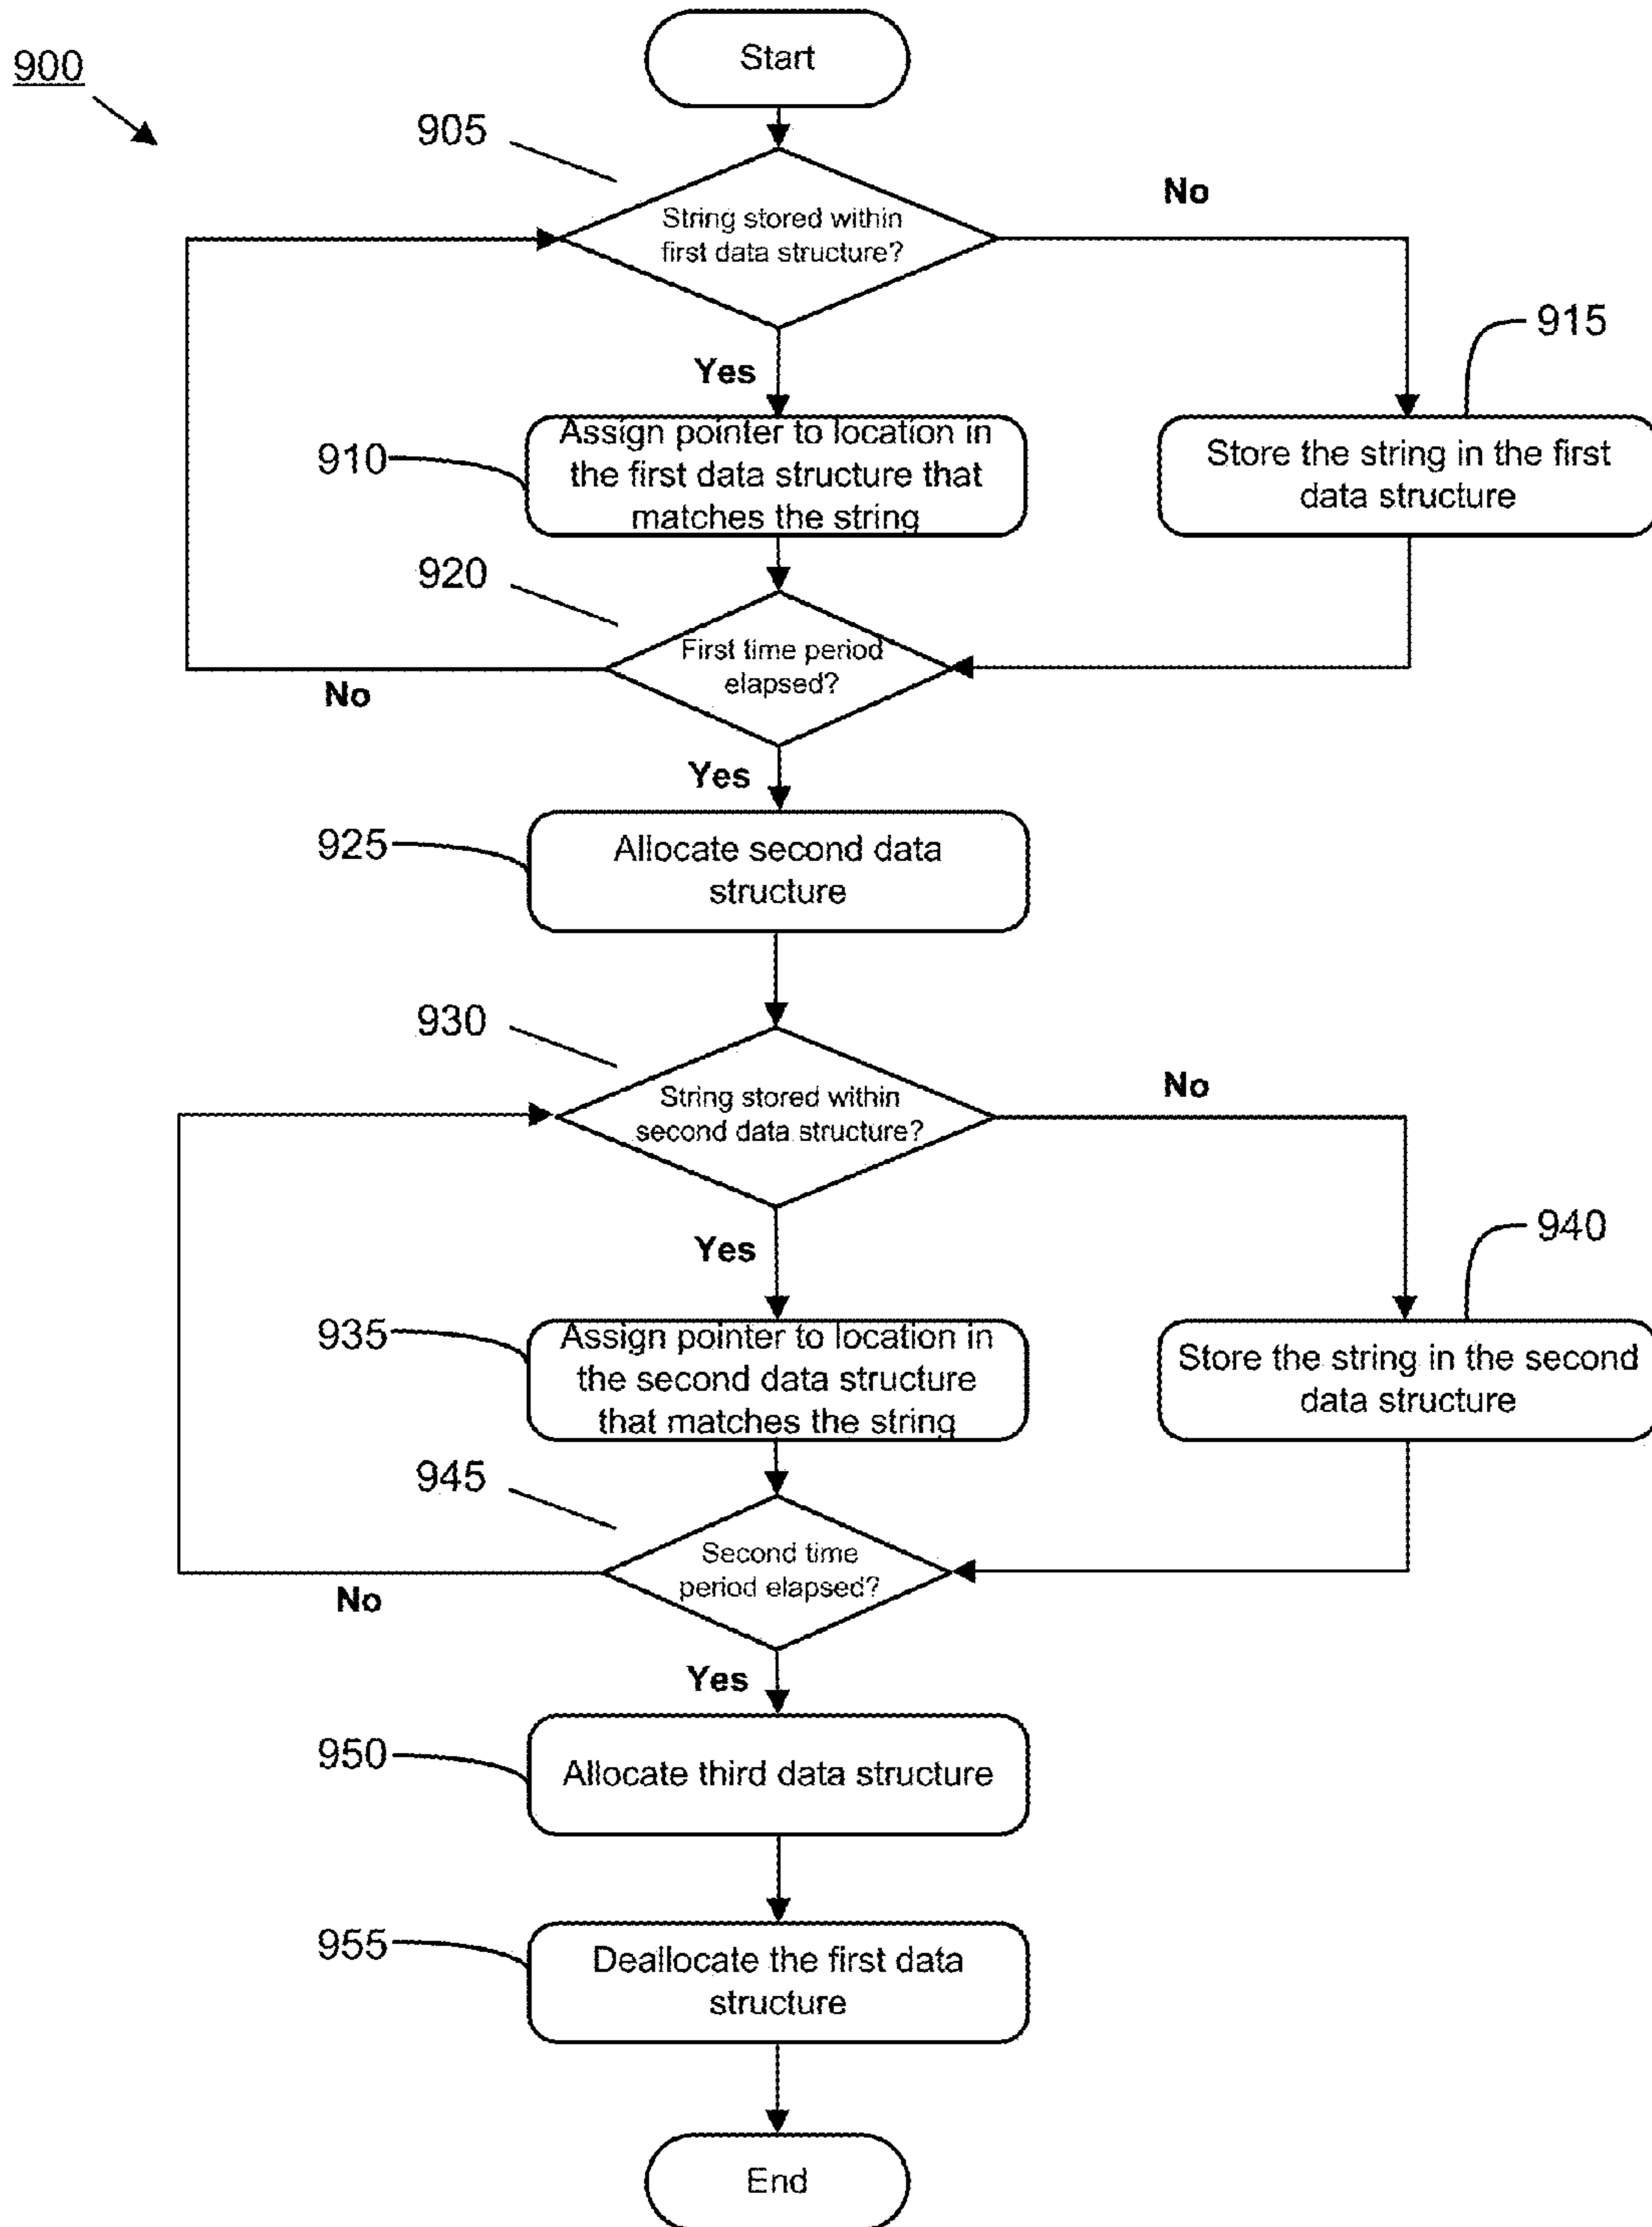 900
Start
905
String stored within
first data structure?
No
Yes
915
910
Assign pointer to location in
the first data structure that
matches the string
Store the string in the first
data structure
920
First time period
elapsed?
No
Yes
925
Allocate second data
structure
930
String stored within
second data structure?
No
Yes
940
935
Assign pointer to location in
the second data structure
that matches the string
Store the string in the second
data structure
945
Second time
period elapsed?
No
Yes
950
Allocate third data structure
955
Deallocate the first data
structure
End